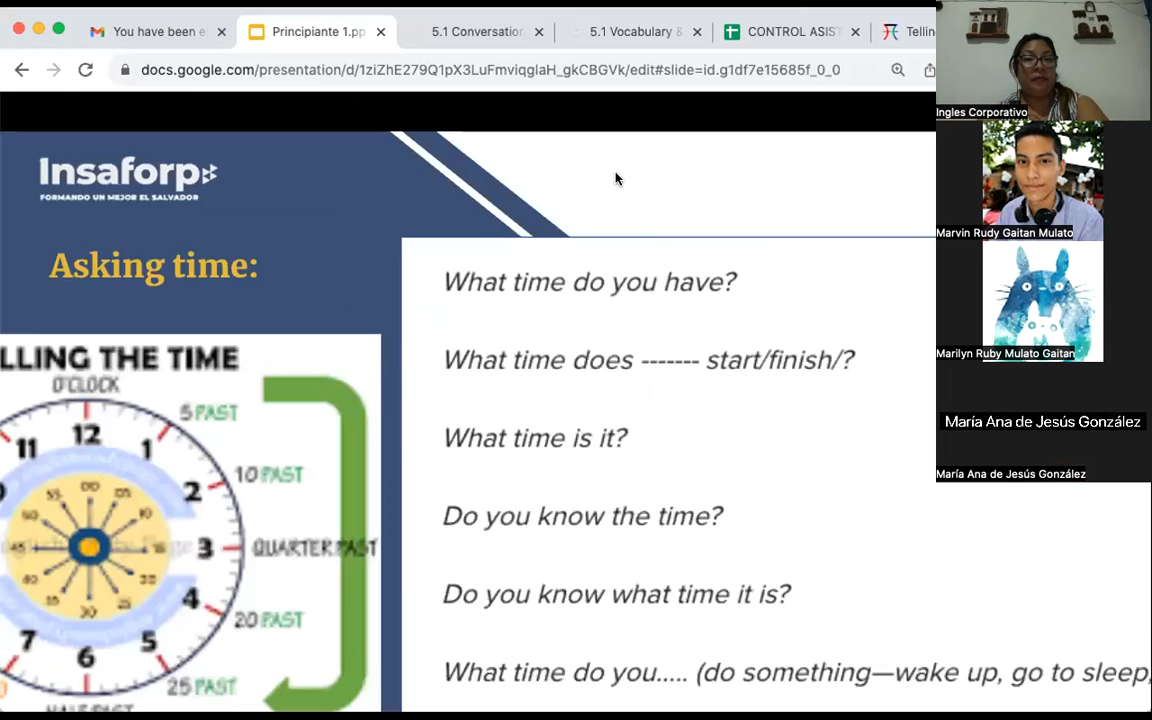 You have been e
Principiante 1.pp
5.1 Conversation
5.1 Vocabulary &
CONTROL ASIST
Tellin
docs.google.com/presentation/d/1ziZhE279Q1pX3LuFmviqglaH_gkCBGVk/edit#slide=id.g1df7e15685f_0_0
Insaforp
FORMANDO UN MEJOR EL SALVADOR
Asking time:
LLING THE TIME
O'CLOCK
5 PAST
10 PAST
QUARTER PAST
20 PAST
25 PAST
HALF PAST
11 12 1
2
3
4
5
6
7
What time do you have?
What time does ------- start/finish/?
What time is it?
Do you know the time?
Do you know what time it is?
What time do you..... (do something—wake up, go to sleep,
Ingles Corporativo
Marvin Rudy Gaitan Mulato
Marilyn Ruby Mulato Gaitan
María Ana de Jesús González
María Ana de Jesús González